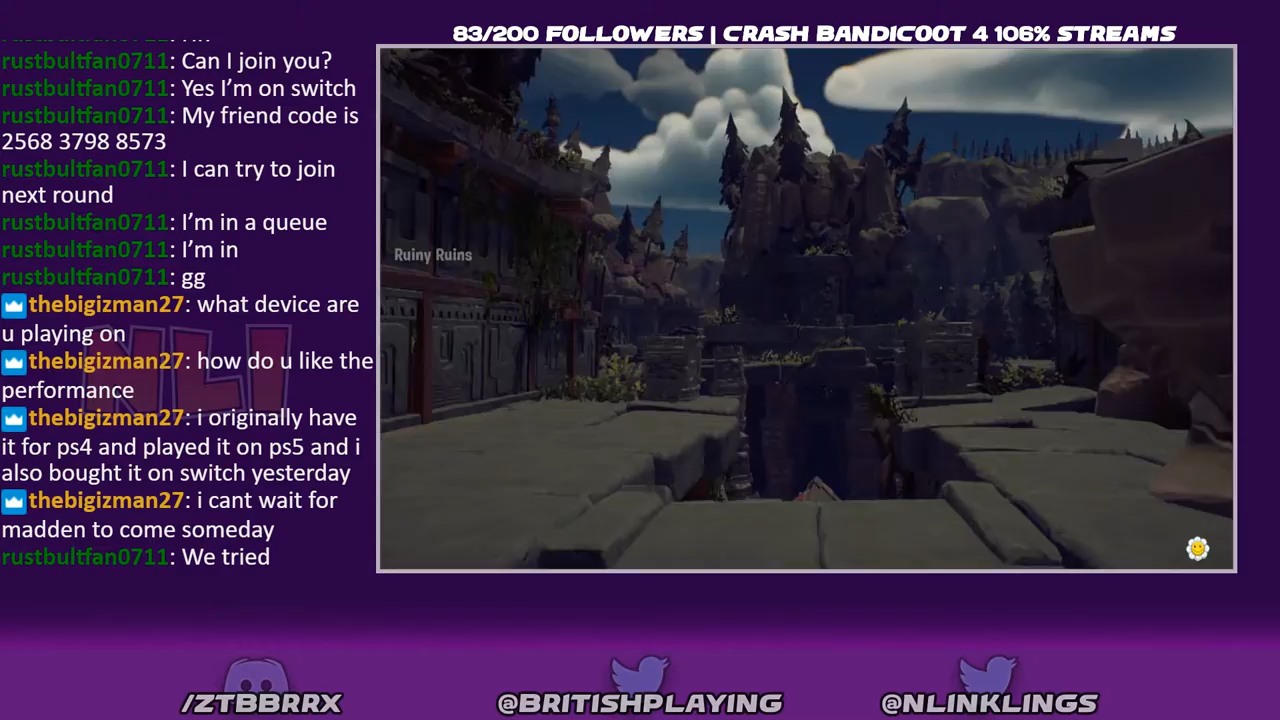 83/200 FOLLOWERS | CRASH BANDICOOT 4 106% STREAMS
rustbultfan0711: Can I join you?
rustbultfan0711: Yes I’m on switch
rustbultfan0711: My friend code is
2568 3798 8573
rustbultfan0711: I can try to join
next round
rustbultfan0711: I’m in a queue
rustbultfan0711: I’m in
rustbultfan0711: gg
thebigizman27: what device are
u playing on
thebigizman27: how do u like the
performance
thebigizman27: i originally have
it for ps4 and played it on ps5 and i
also bought it on switch yesterday
thebigizman27: i cant wait for
madden to come someday
rustbultfan0711: We tried
Ruiny Ruins
/ZTBBRRX
@BRITISHPLAYING
@NLINKLINGS